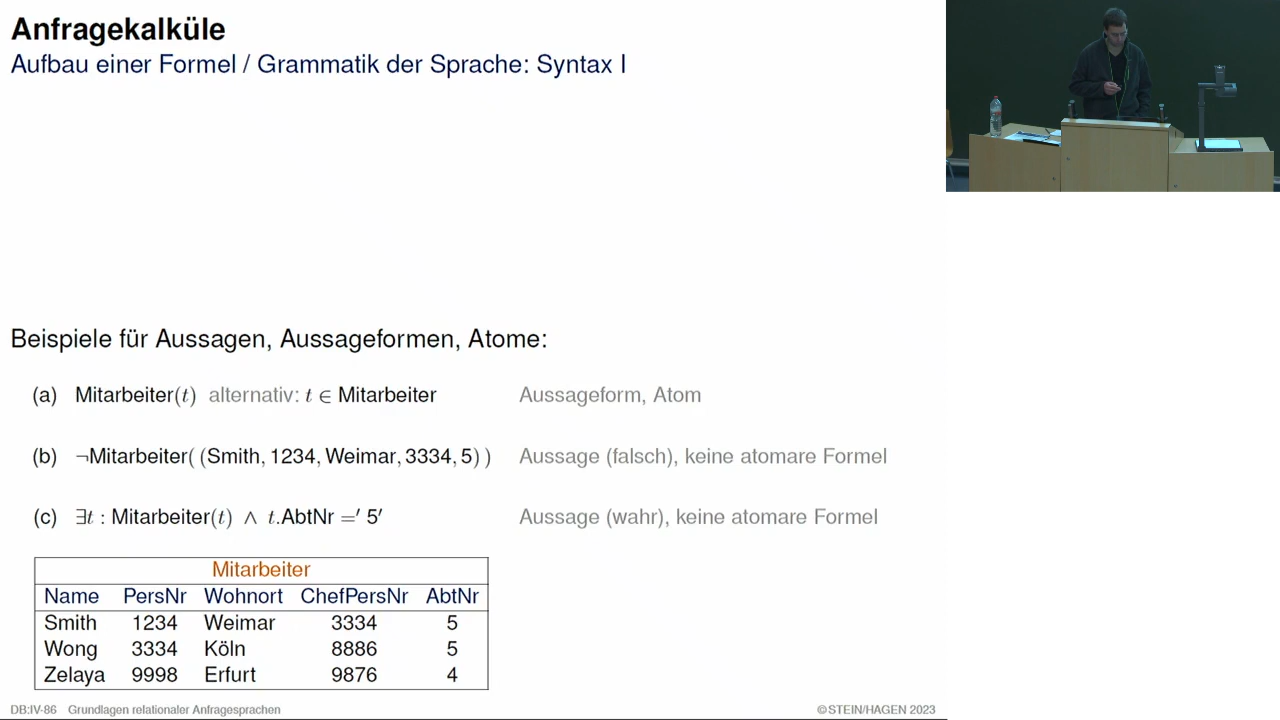 Anfragekalküle
Aufbau einer Formel / Grammatik der Sprache: Syntax I
Beispiele für Aussagen, Aussageformen, Atome:
(a) Mitarbeiter(t) alternativ: t ∈ Mitarbeiter Aussageform, Atom
(b) ¬Mitarbeiter( (Smith, 1234, Weimar, 3334, 5) ) Aussage (falsch), keine atomare Formel
(c) ∃t : Mitarbeiter(t) ∧ t.AbtNr =′ 5′ Aussage (wahr), keine atomare Formel
Mitarbeiter
Name PersNr Wohnort ChefPersNr AbtNr
Smith 1234 Weimar 3334 5
Wong 3334 Köln 8886 5
Zelaya 9998 Erfurt 9876 4
DB:IV-86 Grundlagen relationaler Anfragesprachen ©STEIN/HAGEN 2023